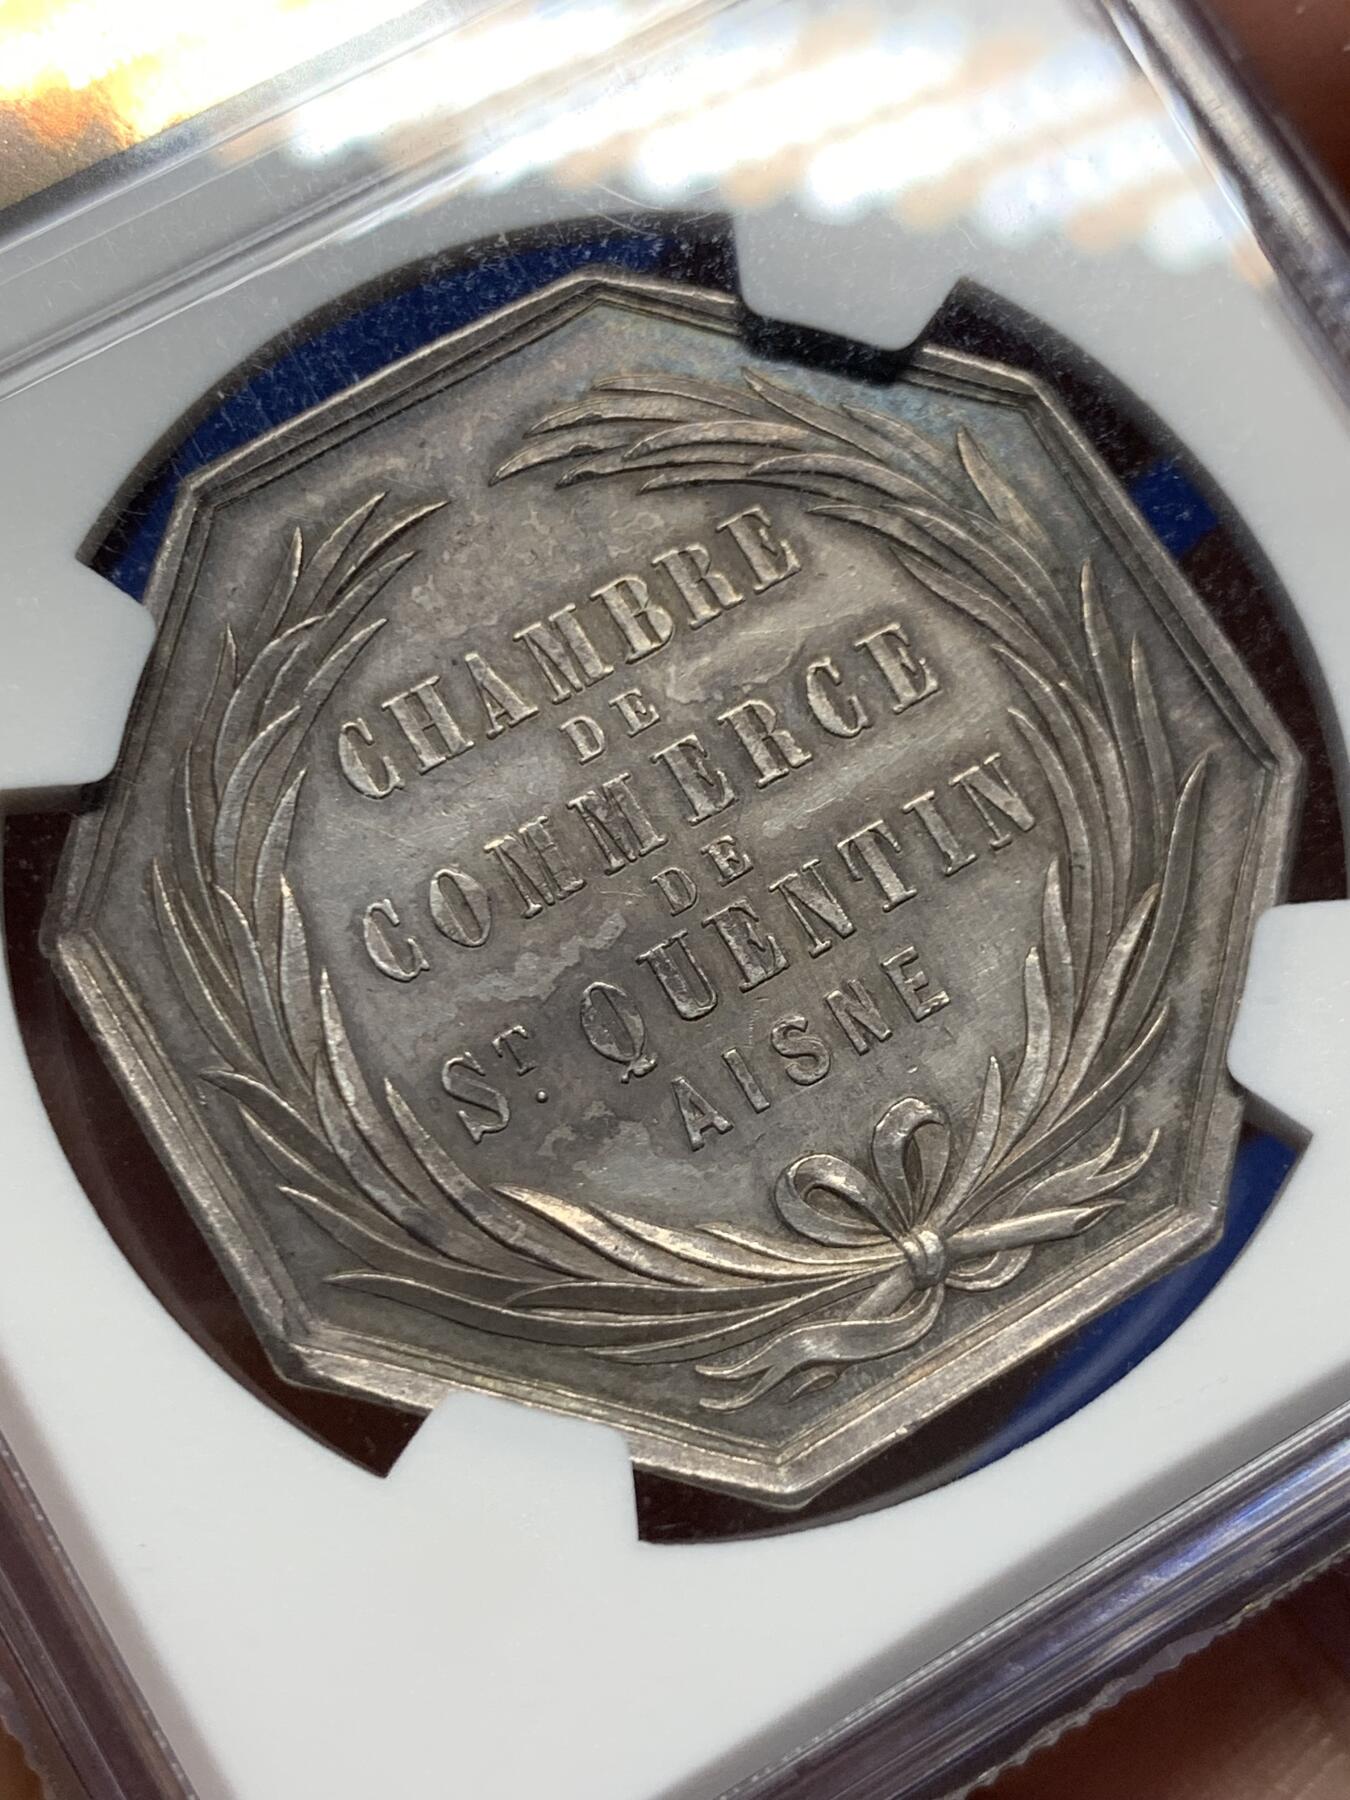 CHAMBRE
DE
COMMERCE
DE
ST. QUENTIN
AISNE